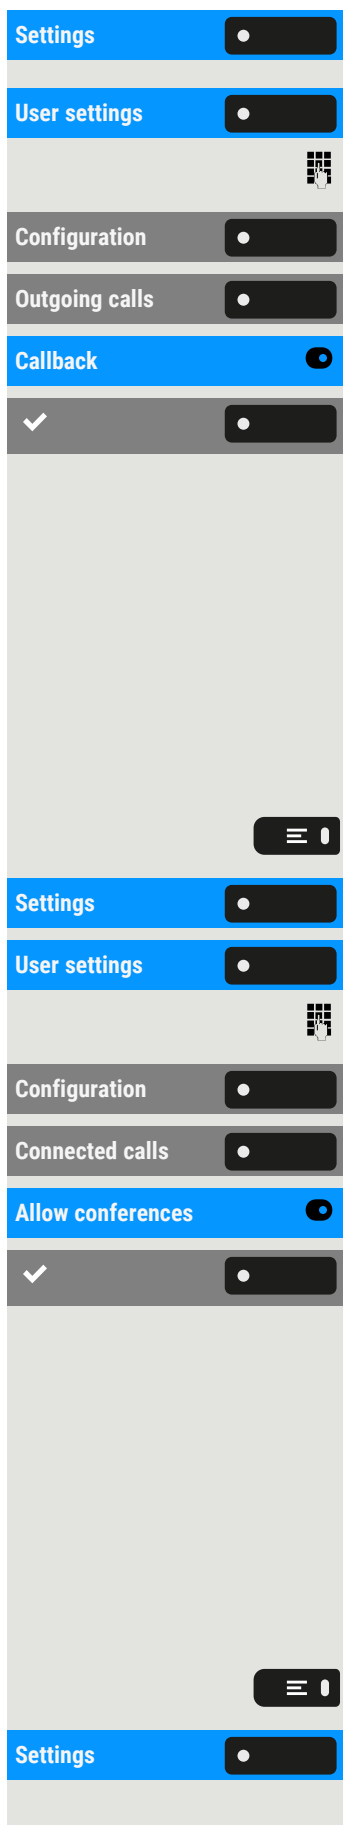 Settings
User settings
Configuration
Outgoing calls
Callback
Settings
User settings
Configuration
Connected calls
Allow conferences
Settings